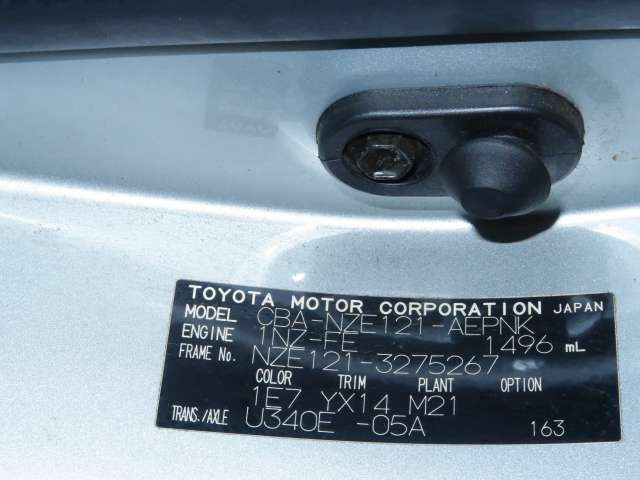 TOYOTA MOTOR CORPORATION JAPAN
MODEL CBA-NZE121-AEPNK
ENGINE 1NZ-FE 1496 mL
FRAME No. NZE121-3275267
COLOR TRIM PLANT OPTION
1E7 YX14 M21
TRANS./AXLE U340E -05A 163